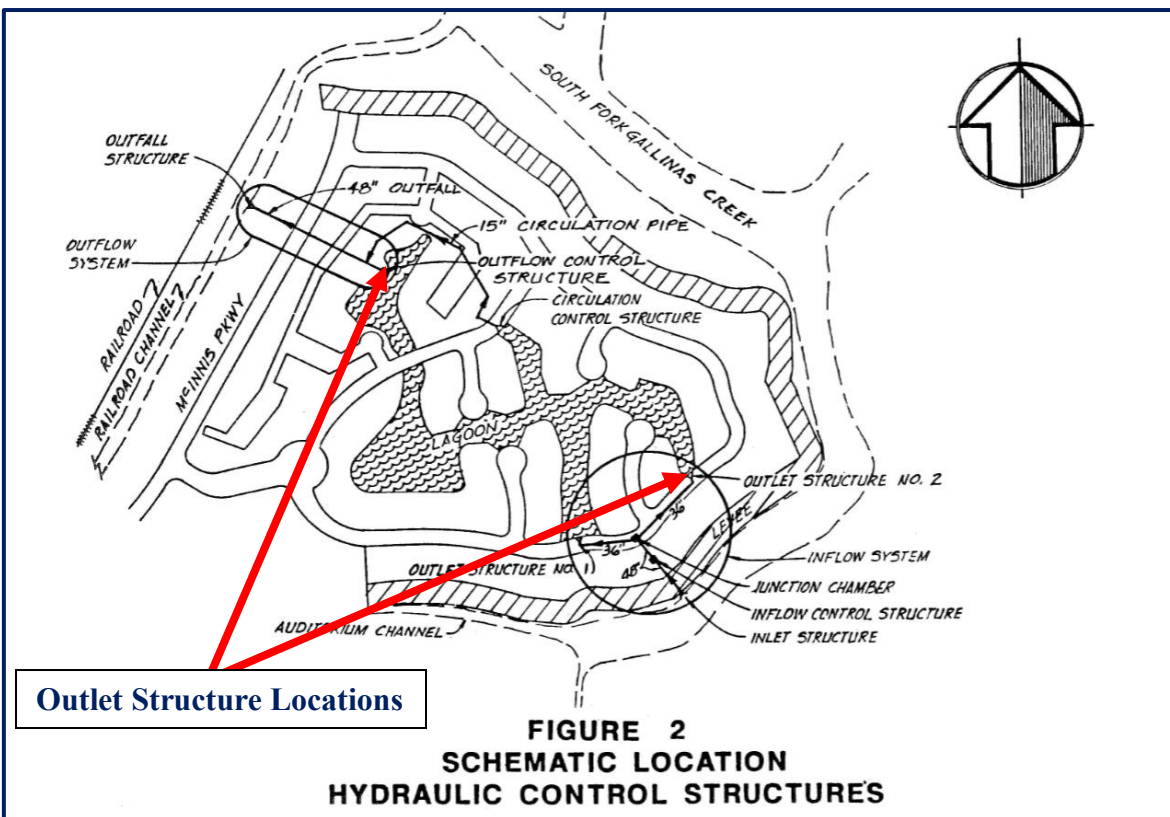 SOUTH FORK GALLINAS CREEK
OUTFALL
STRUCTURE
48" OUTFALL
15" CIRCULATION PIPE
OUTFLOW
SYSTEM
OUTFLOW CONTROL
STRUCTURE
CIRCULATION
CONTROL STRUCTURE
RAILROAD
RAILROAD CHANNEL
McINNIS PKWY
LAGOON
OUTLET STRUCTURE NO. 2
36"
LEVEE
36"
INFLOW SYSTEM
OUTLET STRUCTURE NO. 1
48"
JUNCTION CHAMBER
INFLOW CONTROL STRUCTURE
INLET STRUCTURE
AUDITORIUM CHANNEL
Outlet Structure Locations
FIGURE 2
SCHEMATIC LOCATION
HYDRAULIC CONTROL STRUCTURES